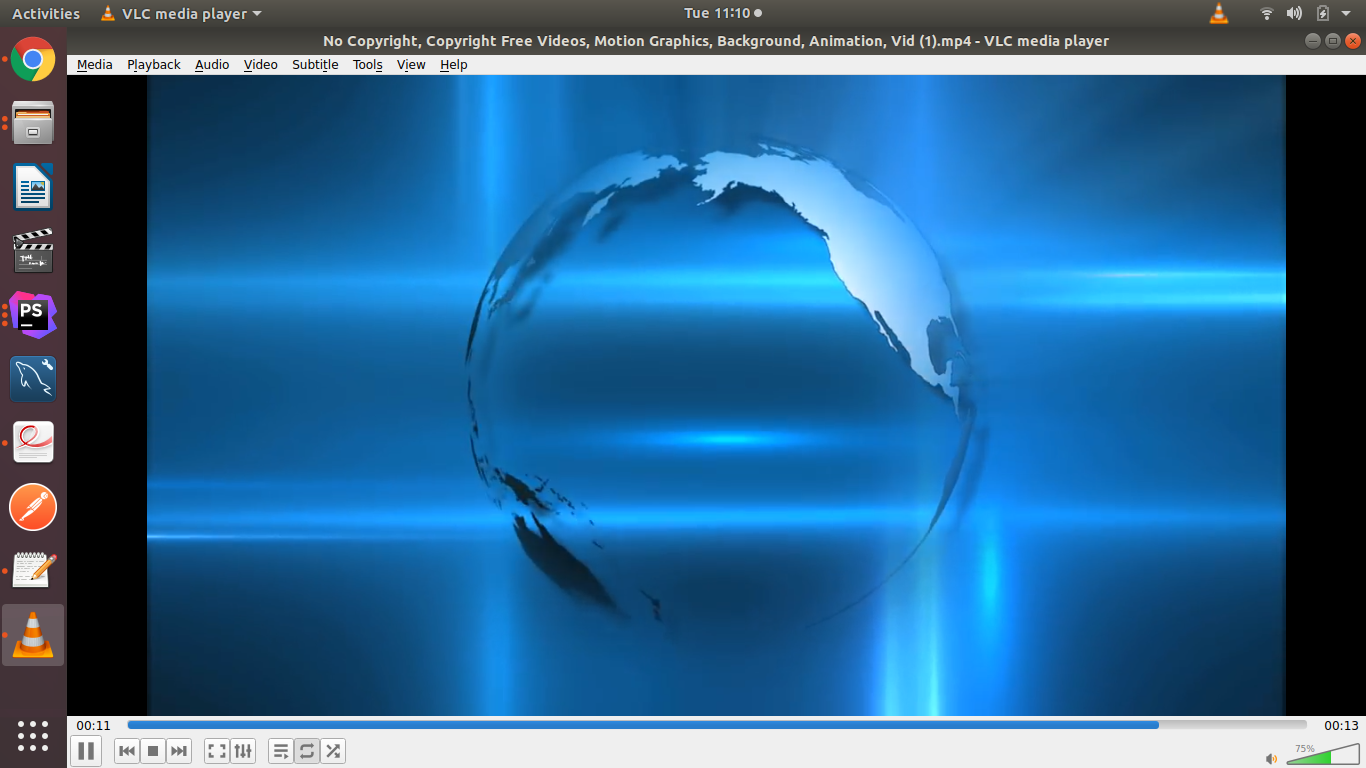 Activities VLC media player Tue 11:10
No Copyright, Copyright Free Videos, Motion Graphics, Background, Animation, Vid (1).mp4 - VLC media player
Media Playback Audio Video Subtitle Tools View Help
PS
00:11 00:13
75%